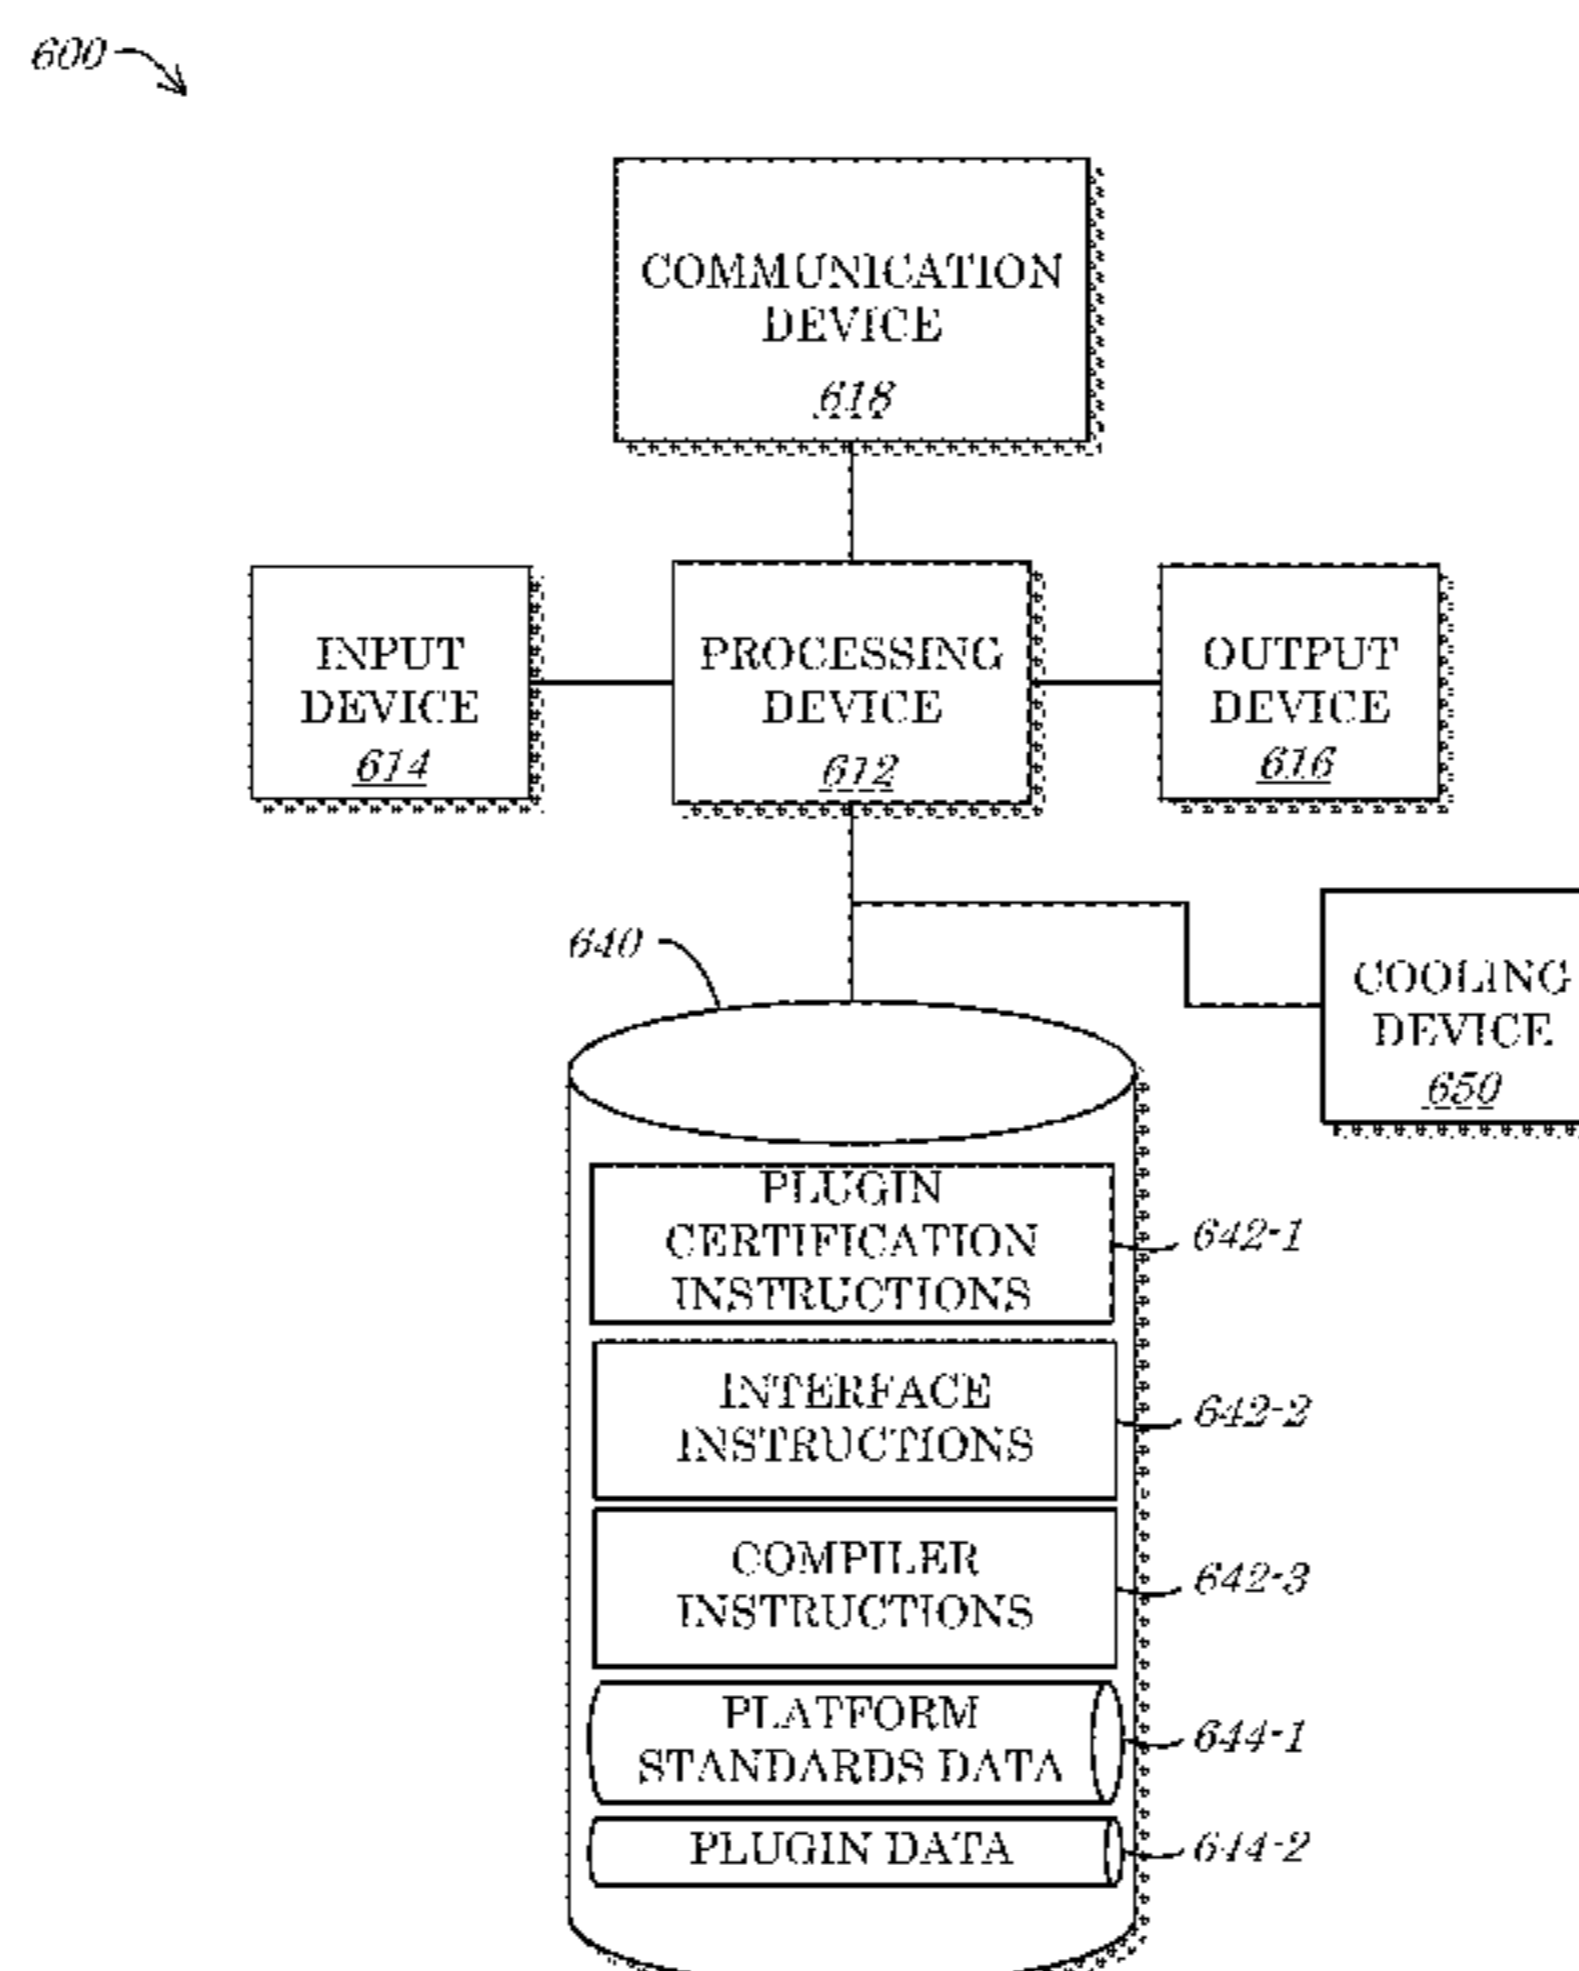 600
COMMUNICATION
DEVICE
618
INPUT
DEVICE
614
PROCESSING
DEVICE
612
OUTPUT
DEVICE
616
640
COOLING
DEVICE
650
PLUGIN
CERTIFICATION
INSTRUCTIONS
642-1
INTERFACE
INSTRUCTIONS
642-2
COMPILER
INSTRUCTIONS
642-3
PLATFORM
STANDARDS DATA
644-1
PLUGIN DATA
644-2